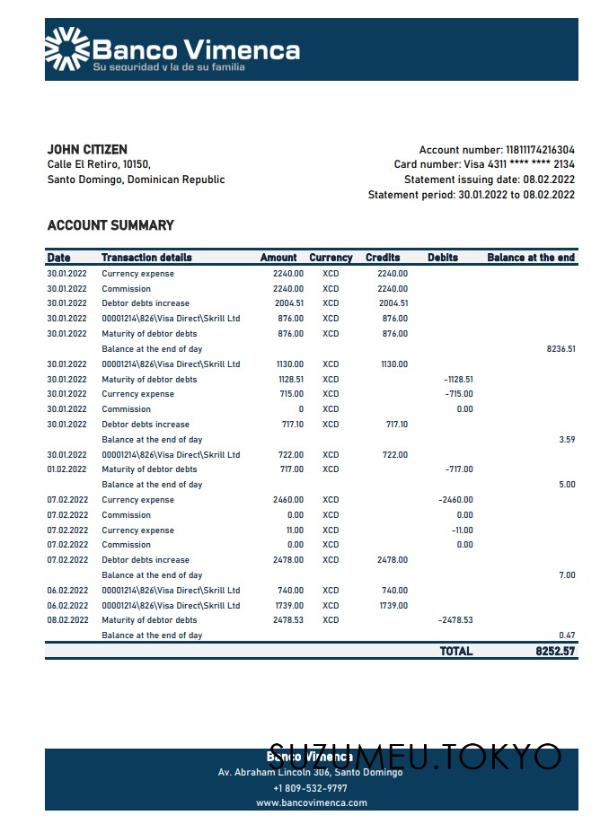 Banco Vimenca
Su seguridad y la de su familia
JOHN CITIZEN
Calle El Retiro, 10150,
Santo Domingo, Dominican Republic
Account number: 11811174216304
Card number: Visa 4311 **** **** 2134
Statement issuing date: 08.02.2022
Statement period: 30.01.2022 to 08.02.2022
ACCOUNT SUMMARY
Date Transaction details Amount Currency Credits Debits Balance at the end
30.01.2022 Currency expense 2240.00 XCD 2240.00
30.01.2022 Commission 2240.00 XCD 2240.00
30.01.2022 Debtor debts increase 2004.51 XCD 2004.51
30.01.2022 00001214\826\Visa Direct\Skrill Ltd 876.00 XCD 876.00
30.01.2022 Maturity of debtor debts 876.00 XCD 876.00
Balance at the end of day 8236.51
30.01.2022 00001214\826\Visa Direct\Skrill Ltd 1130.00 XCD 1130.00
30.01.2022 Maturity of debtor debts 1128.51 XCD -1128.51
30.01.2022 Currency expense 715.00 XCD -715.00
30.01.2022 Commission 0 XCD 0.00
30.01.2022 Debtor debts increase 717.10 XCD 717.10
Balance at the end of day 3.59
30.01.2022 00001214\826\Visa Direct\Skrill Ltd 722.00 XCD 722.00
01.02.2022 Maturity of debtor debts 717.00 XCD -717.00
Balance at the end of day 5.00
07.02.2022 Currency expense 2460.00 XCD -2460.00
07.02.2022 Commission 0.00 XCD 0.00
07.02.2022 Currency expense 11.00 XCD -11.00
07.02.2022 Commission 0.00 XCD 0.00
07.02.2022 Debtor debts increase 2478.00 XCD 2478.00
Balance at the end of day 7.00
06.02.2022 00001214\826\Visa Direct\Skrill Ltd 740.00 XCD 740.00
06.02.2022 00001214\826\Visa Direct\Skrill Ltd 1739.00 XCD 1739.00
08.02.2022 Maturity of debtor debts 2478.53 XCD -2478.53
Balance at the end of day 0.47
TOTAL 8252.57
Banco Vimenca
SUZUMEU.TOKYO
Av. Abraham Lincoln 306, Santo Domingo
+1 809-532-9797
www.bancovimenca.com